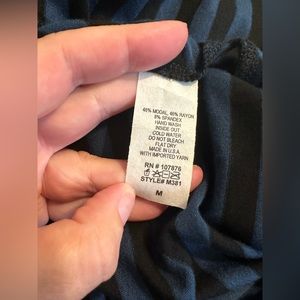 46% MODAL, 46% RAYON
8% SPANDEX
HAND WASH
INSIDE OUT
COLD WATER
DO NOT BLEACH
FLAT DRY
MADE IN U.S.A.
WITH IMPORTED YARN
RN # 107876
STYLE# M381
M